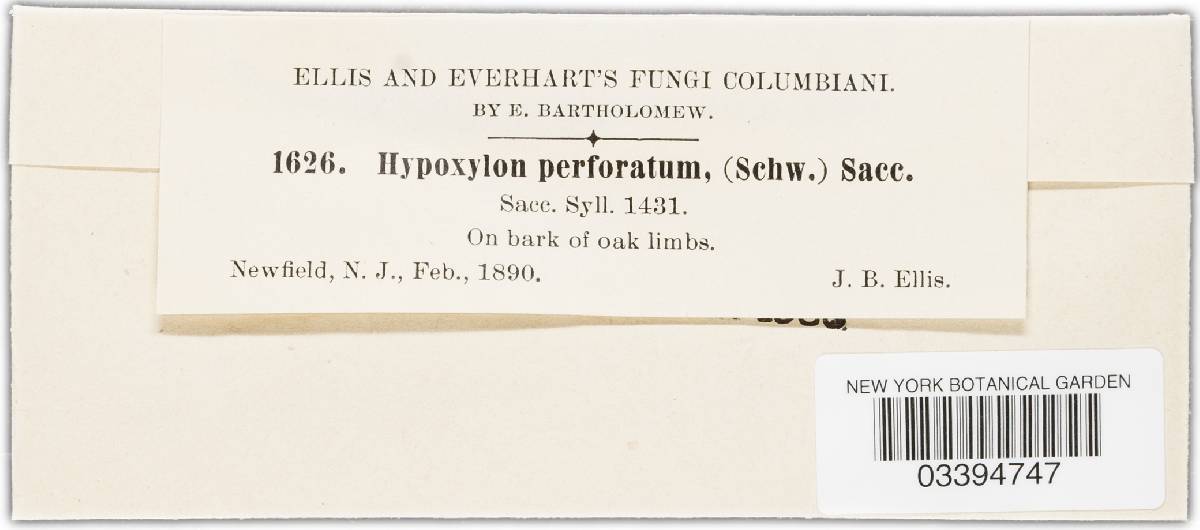 ELLIS AND EVERHART'S FUNGI COLUMBIANI.
BY E. BARTHOLOMEW.
1626. Hypoxylon perforatum, (Schw.) Sacc.
Sacc. Syll. 1431.
On bark of oak limbs.
Newfield, N. J., Feb., 1890. J. B. Ellis.
NEW YORK BOTANICAL GARDEN
03394747